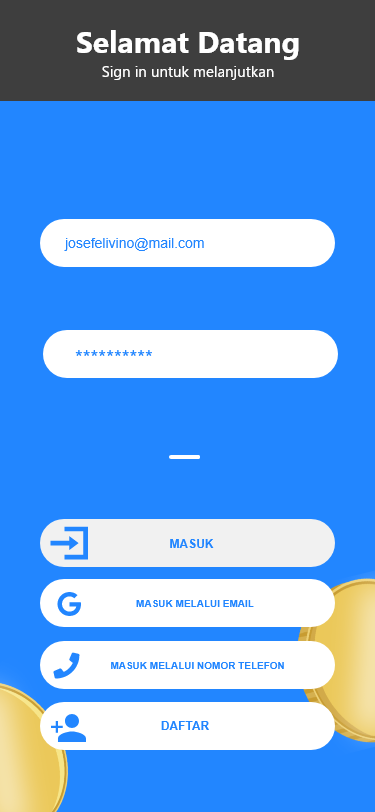 Selamat Datang
Sign in untuk melanjutkan
josefelivino@mail.com
**********
MASUK
MASUK MELALUI EMAIL
MASUK MELALUI NOMOR TELEFON
DAFTAR